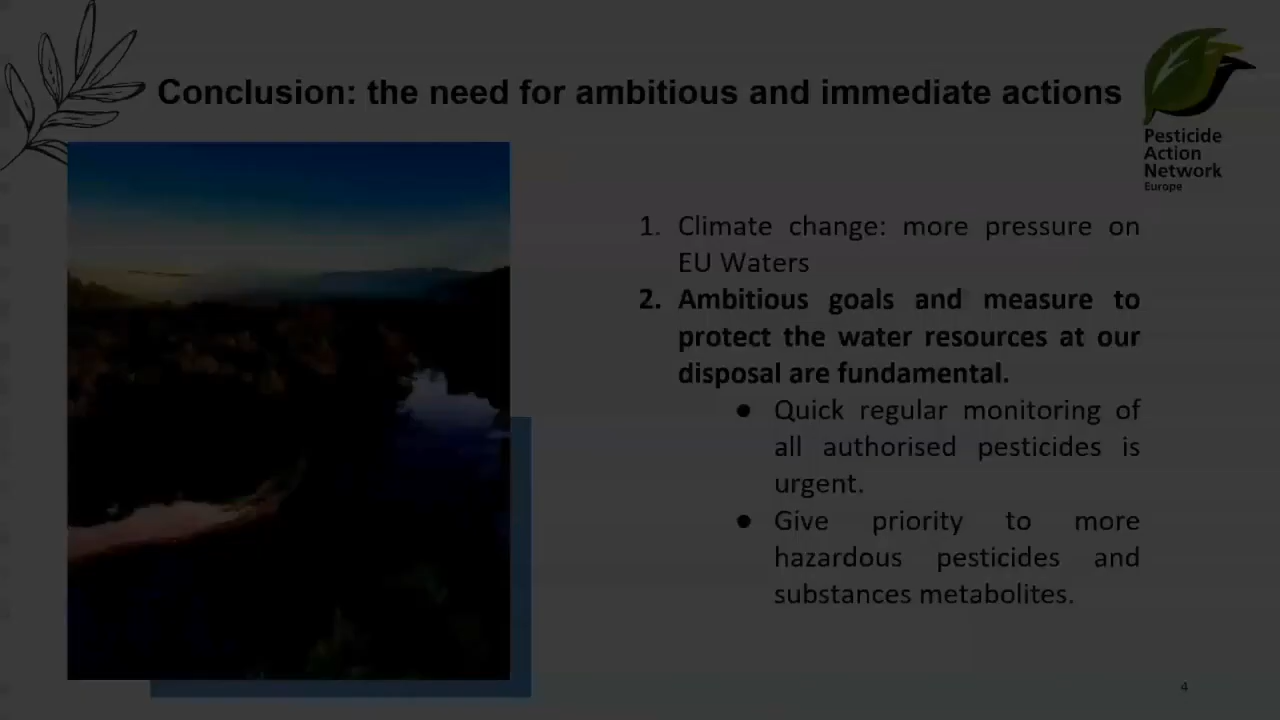 Conclusion: the need for ambitious and immediate actions
Pesticide
Action
Network
Europe
1. Climate change: more pressure on
EU Waters
2. Ambitious goals and measure to
protect the water resources at our
disposal are fundamental.
● Quick regular monitoring of
all authorised pesticides is
urgent.
● Give priority to more
hazardous pesticides and
substances metabolites.
4